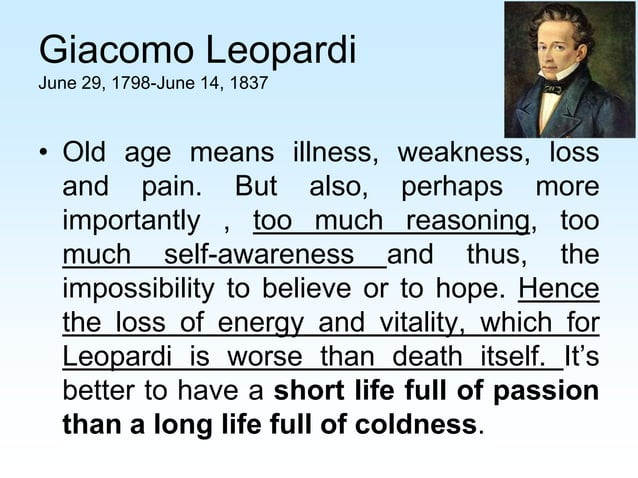 Giacomo Leopardi
June 29, 1798-June 14, 1837
• Old age means illness, weakness, loss
and pain. But also, perhaps more
importantly , too much reasoning, too
much self-awareness and thus, the
impossibility to believe or to hope. Hence
the loss of energy and vitality, which for
Leopardi is worse than death itself. It’s
better to have a short life full of passion
than a long life full of coldness.